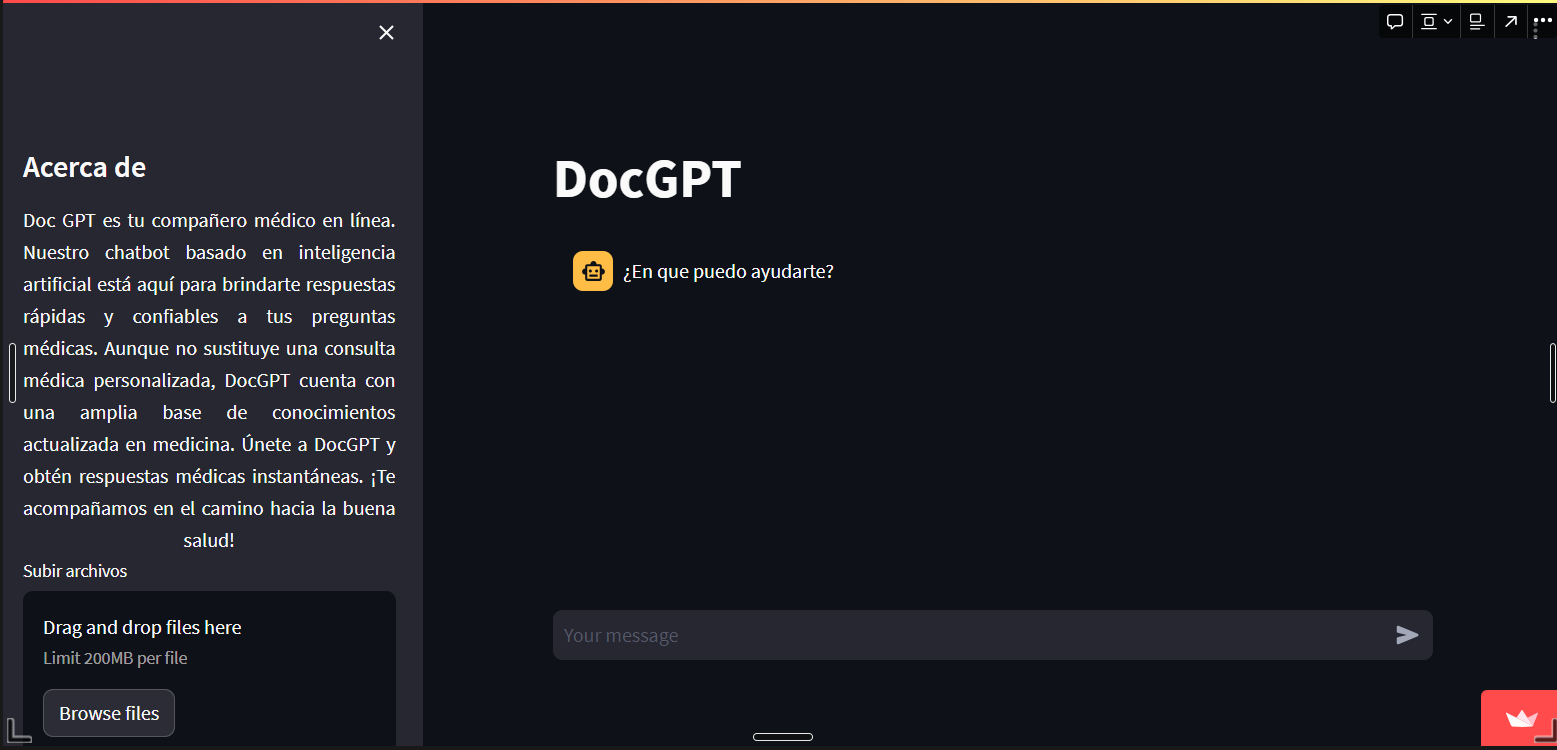 Acerca de
Doc GPT es tu compañero médico en línea.
Nuestro chatbot basado en inteligencia
artificial está aquí para brindarte respuestas
rápidas y confiables a tus preguntas
médicas. Aunque no sustituye una consulta
médica personalizada, DocGPT cuenta con
una amplia base de conocimientos
actualizada en medicina. Únete a DocGPT y
obtén respuestas médicas instantáneas. ¡Te
acompañamos en el camino hacia la buena
salud!
Subir archivos
Drag and drop files here
Limit 200MB per file
Browse files
DocGPT
¿En que puedo ayudarte?
Your message